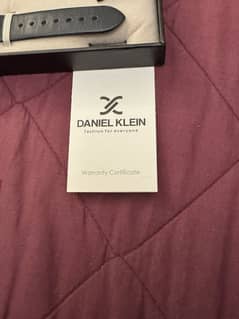 DANIEL KLEIN
fashion for everyone
Warranty Certificate